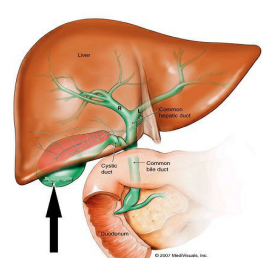 Liver
R
L
Common
hepatic duct
Cystic
duct
Common
bile duct
Duodenum
© 2007 MediVisuals, Inc.